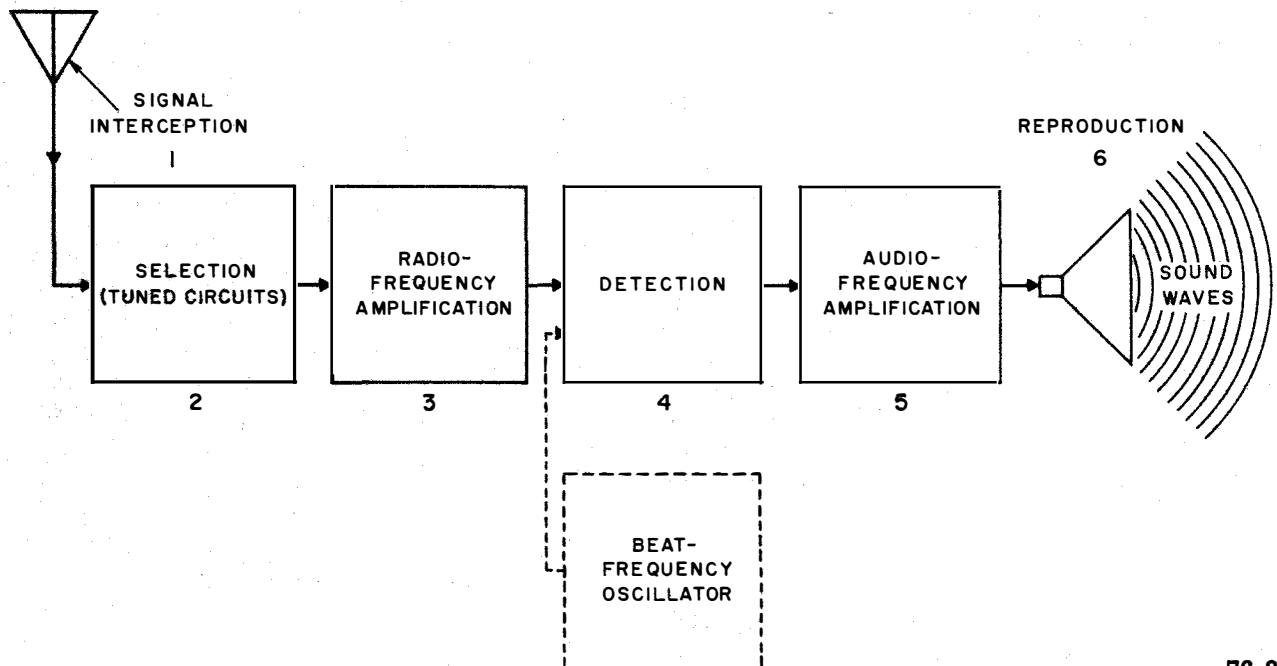 SIGNAL
INTERCEPTION
1
REPRODUCTION
6
SELECTION
(TUNED CIRCUITS)
2
RADIO-
FREQUENCY
AMPLIFICATION
3
DETECTION
4
AUDIO-
FREQUENCY
AMPLIFICATION
5
SOUND
WAVES
BEAT-
FREQUENCY
OSCILLATOR